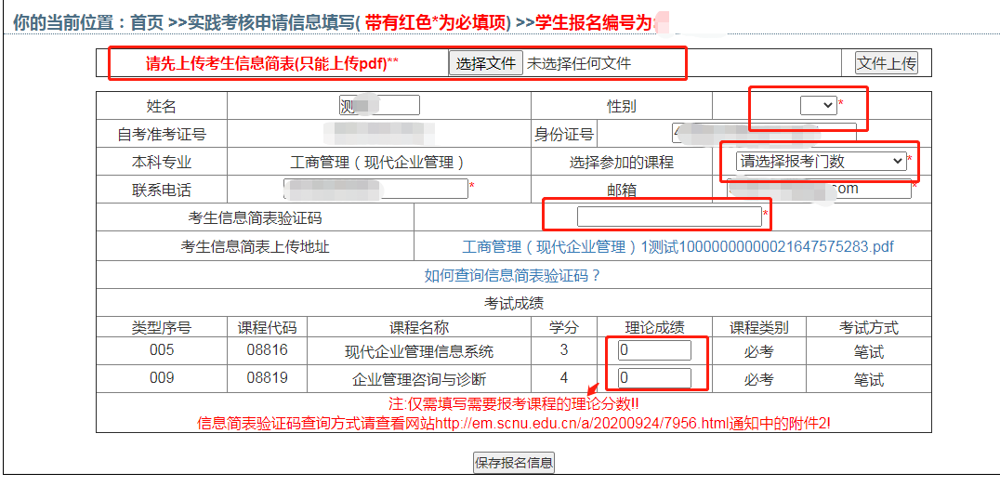 你的当前位置：首页 >>实践考核申请信息填写( 带有红色*为必填项) >>学生报名编号为:
请先上传考生信息简表(只能上传pdf)** 选择文件 未选择任何文件 文件上传
姓名 测 性别 *
自考准考证号 身份证号
本科专业 工商管理（现代企业管理） 选择参加的课程 请选择报考门数 *
联系电话 * 邮箱 com *
考生信息简表验证码 *
考生信息简表上传地址 工商管理（现代企业管理）1测试10000000000021647575283.pdf
如何查询信息简表验证码？
考试成绩
类型序号 课程代码 课程名称 学分 理论成绩 课程类别 考试方式
005 08816 现代企业管理信息系统 3 0 必考 笔试
009 08819 企业管理咨询与诊断 4 0 必考 笔试
注:仅需填写需要报考课程的理论分数!!
信息简表验证码查询方式请查看网站http://em.scnu.edu.cn/a/20200924/7956.html通知中的附件2!
保存报名信息